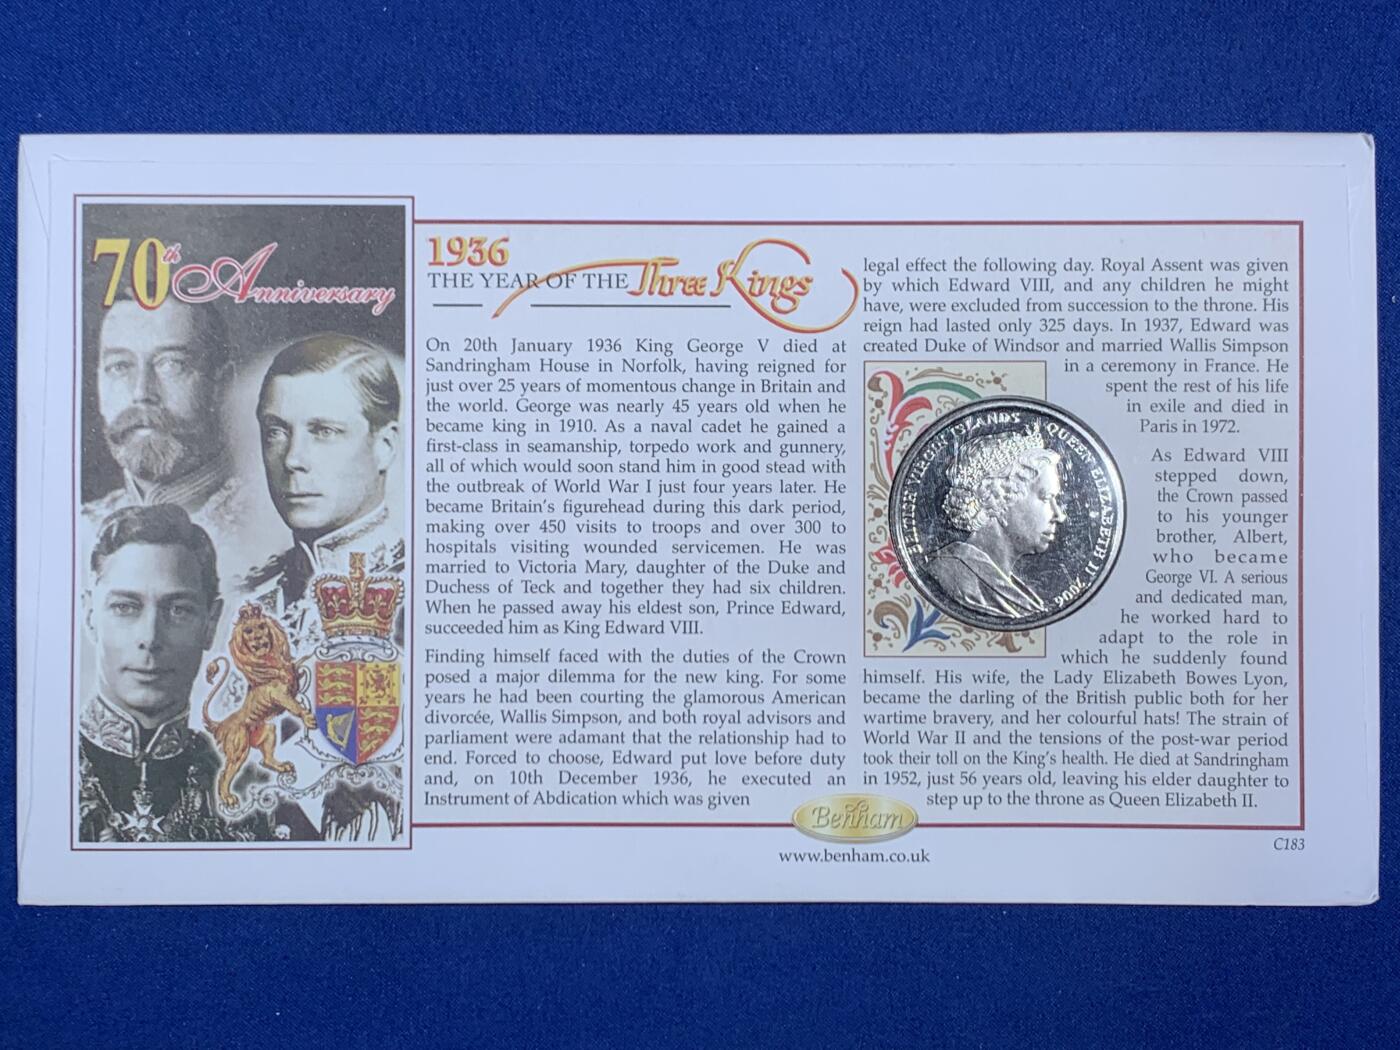 70th Anniversary
1936
THE YEAR OF THE Three Kings
On 20th January 1936 King George V died at
Sandringham House in Norfolk, having reigned for
just over 25 years of momentous change in Britain and
the world. George was nearly 45 years old when he
became king in 1910. As a naval cadet he gained a
first-class in seamanship, torpedo work and gunnery,
all of which would soon stand him in good stead with
the outbreak of World War I just four years later. He
became Britain's figurehead during this dark period,
making over 450 visits to troops and over 300 to
hospitals visiting wounded servicemen. He was
married to Victoria Mary, daughter of the Duke and
Duchess of Teck and together they had six children.
When he passed away his eldest son, Prince Edward,
succeeded him as King Edward VIII.
Finding himself faced with the duties of the Crown
posed a major dilemma for the new king. For some
years he had been courting the glamorous American
divorcée, Wallis Simpson, and both royal advisors and
parliament were adamant that the relationship had to
end. Forced to choose, Edward put love before duty
and, on 10th December 1936, he executed an
Instrument of Abdication which was given
legal effect the following day. Royal Assent was given
by which Edward VIII, and any children he might
have, were excluded from succession to the throne. His
reign had lasted only 325 days. In 1937, Edward was
created Duke of Windsor and married Wallis Simpson
in a ceremony in France. He
spent the rest of his life
in exile and died in
Paris in 1972.
As Edward VIII
stepped down,
the Crown passed
to his younger
brother, Albert,
who became
George VI. A serious
and dedicated man,
he worked hard to
adapt to the role in
which he suddenly found
himself. His wife, the Lady Elizabeth Bowes Lyon,
became the darling of the British public both for her
wartime bravery, and her colourful hats! The strain of
World War II and the tensions of the post-war period
took their toll on the King's health. He died at Sandringham
in 1952, just 56 years old, leaving his elder daughter to
step up to the throne as Queen Elizabeth II.
BRITISH VIRGIN ISLANDS QUEEN ELIZABETH II 2006
Benham
www.benham.co.uk
C183